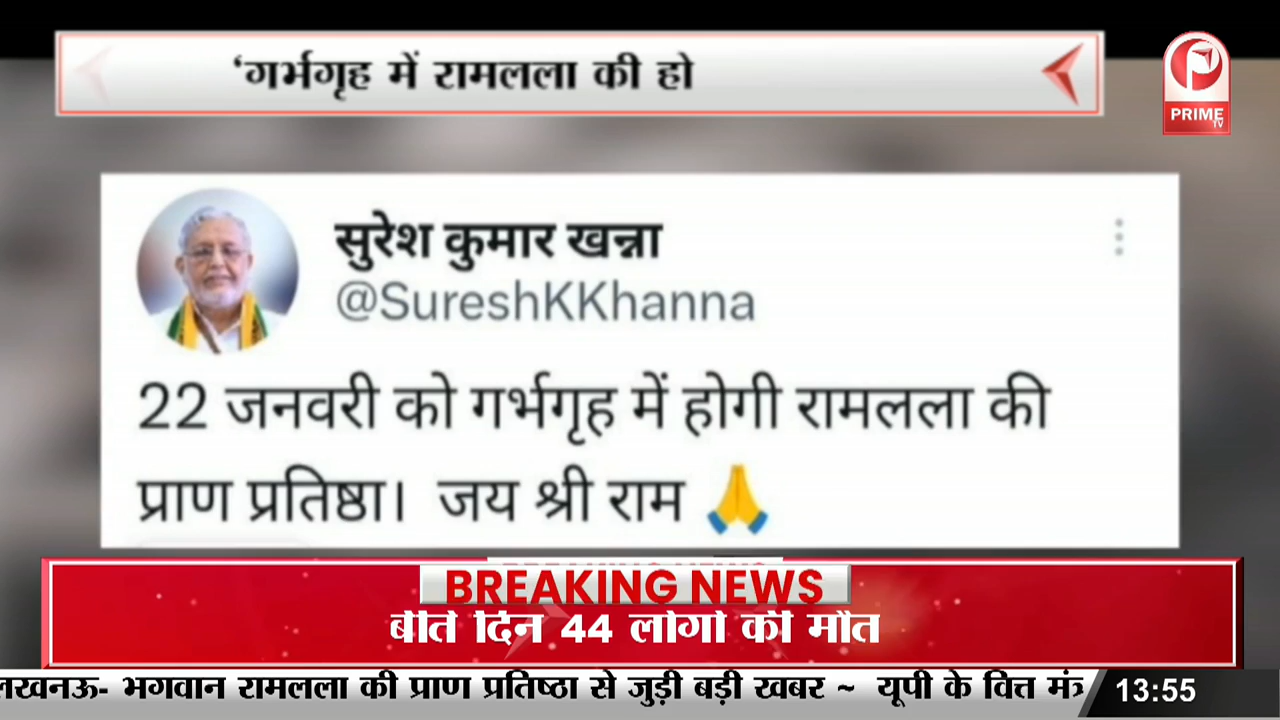 ‘गर्भगृह में रामलला की हो
PRIME
TV
सुरेश कुमार खन्ना
@SureshKKhanna
22 जनवरी को गर्भगृह में होगी रामलला की
प्राण प्रतिष्ठा। जय श्री राम 🙏
BREAKING NEWS
बीते दिन 44 लोगों की मौत
लखनऊ- भगवान रामलला की प्राण प्रतिष्ठा से जुड़ी बड़ी खबर ~ यूपी के वित्त मंत्र
13:55